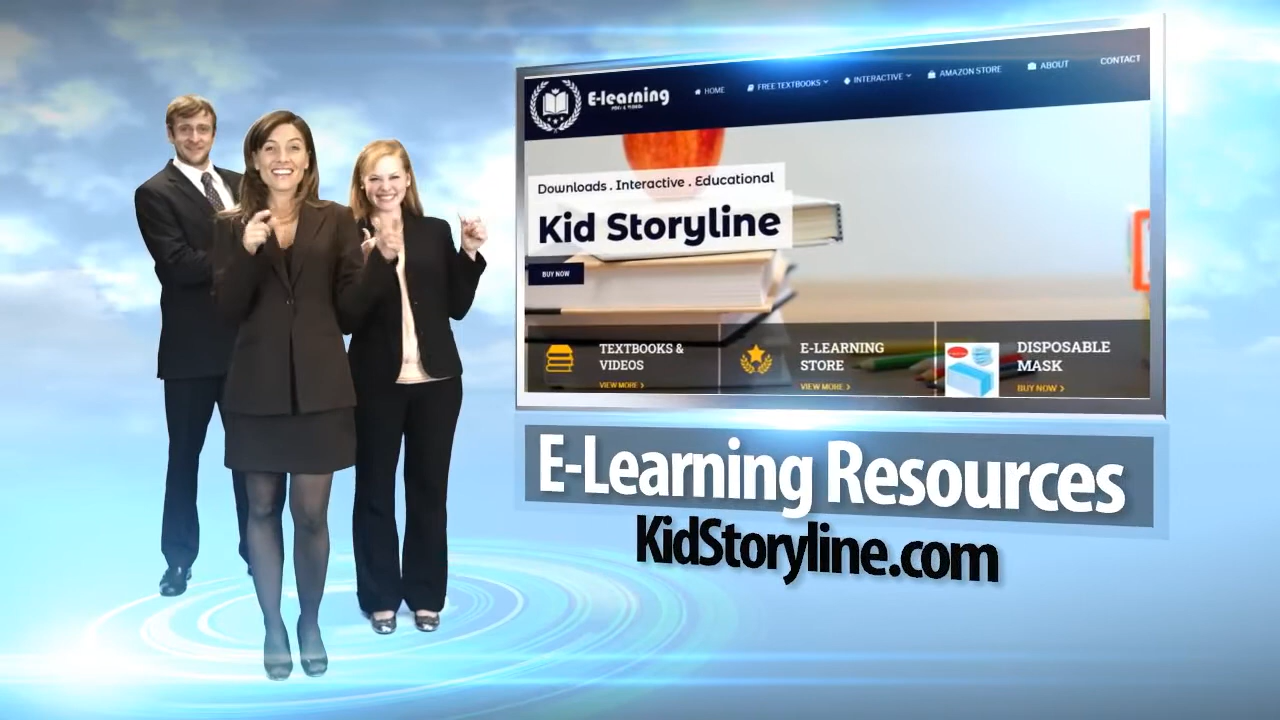 E-learning
HOME
FREE TEXTBOOKS
INTERACTIVE
AMAZON STORE
ABOUT
CONTACT
Downloads . Interactive . Educational
Kid Storyline
BUY NOW
TEXTBOOKS &
VIDEOS
VIEW MORE >
E-LEARNING
STORE
VIEW MORE >
DISPOSABLE
MASK
BUY NOW >
E-Learning Resources
KidStoryline.com